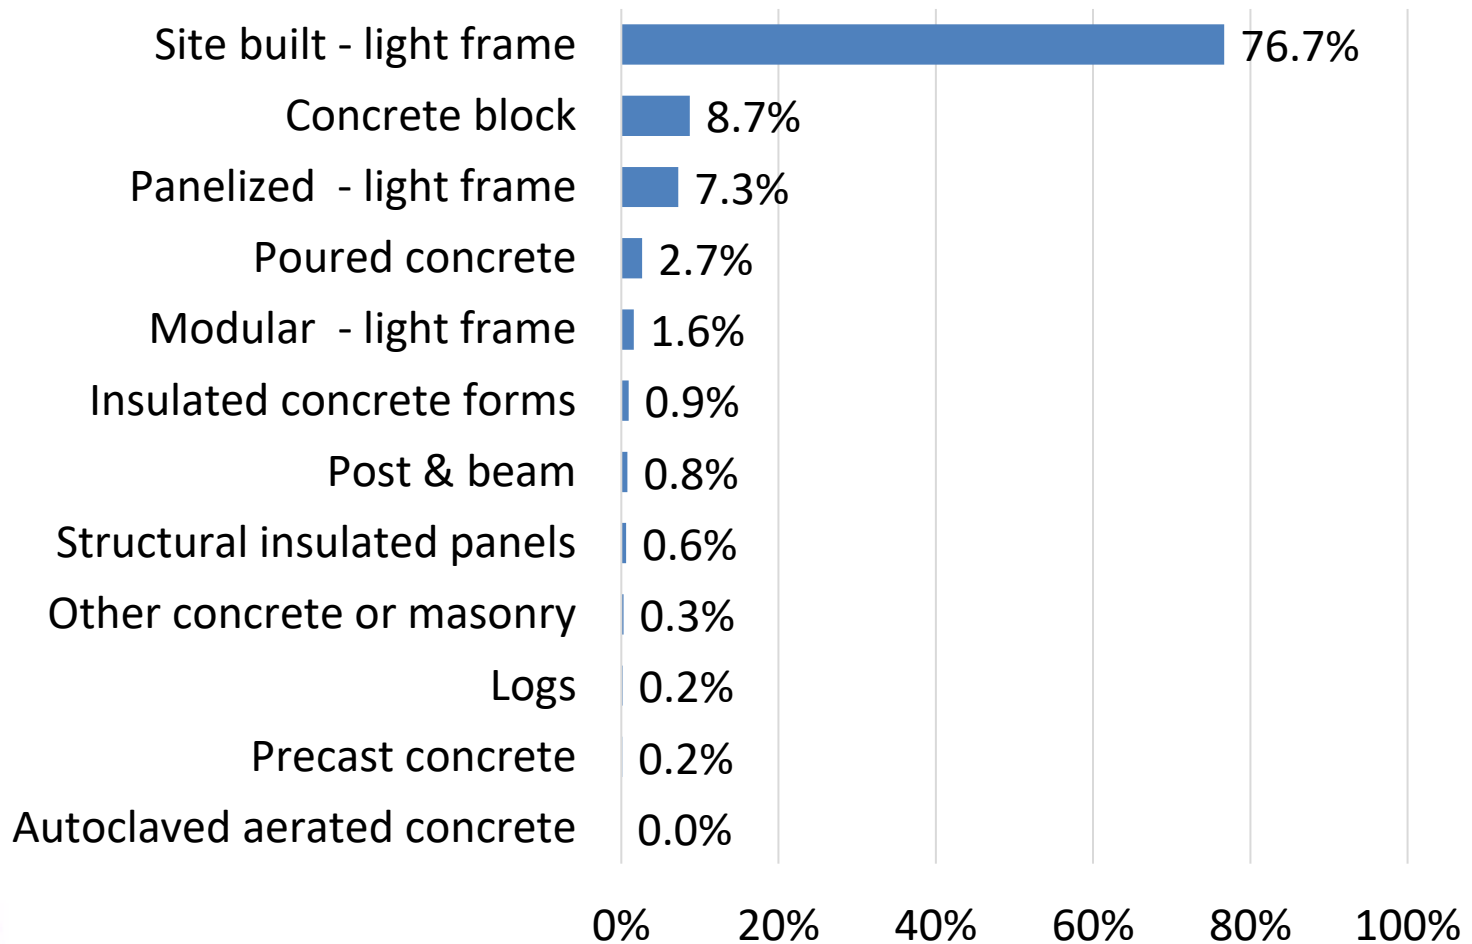 Site built - light frame 76.7%
Concrete block 8.7%
Panelized  - light frame 7.3%
Poured concrete 2.7%
Modular  - light frame 1.6%
Insulated concrete forms 0.9%
Post & beam 0.8%
Structural insulated panels 0.6%
Other concrete or masonry 0.3%
Logs 0.2%
Precast concrete 0.2%
Autoclaved aerated concrete 0.0%
0% 20% 40% 60% 80% 100%